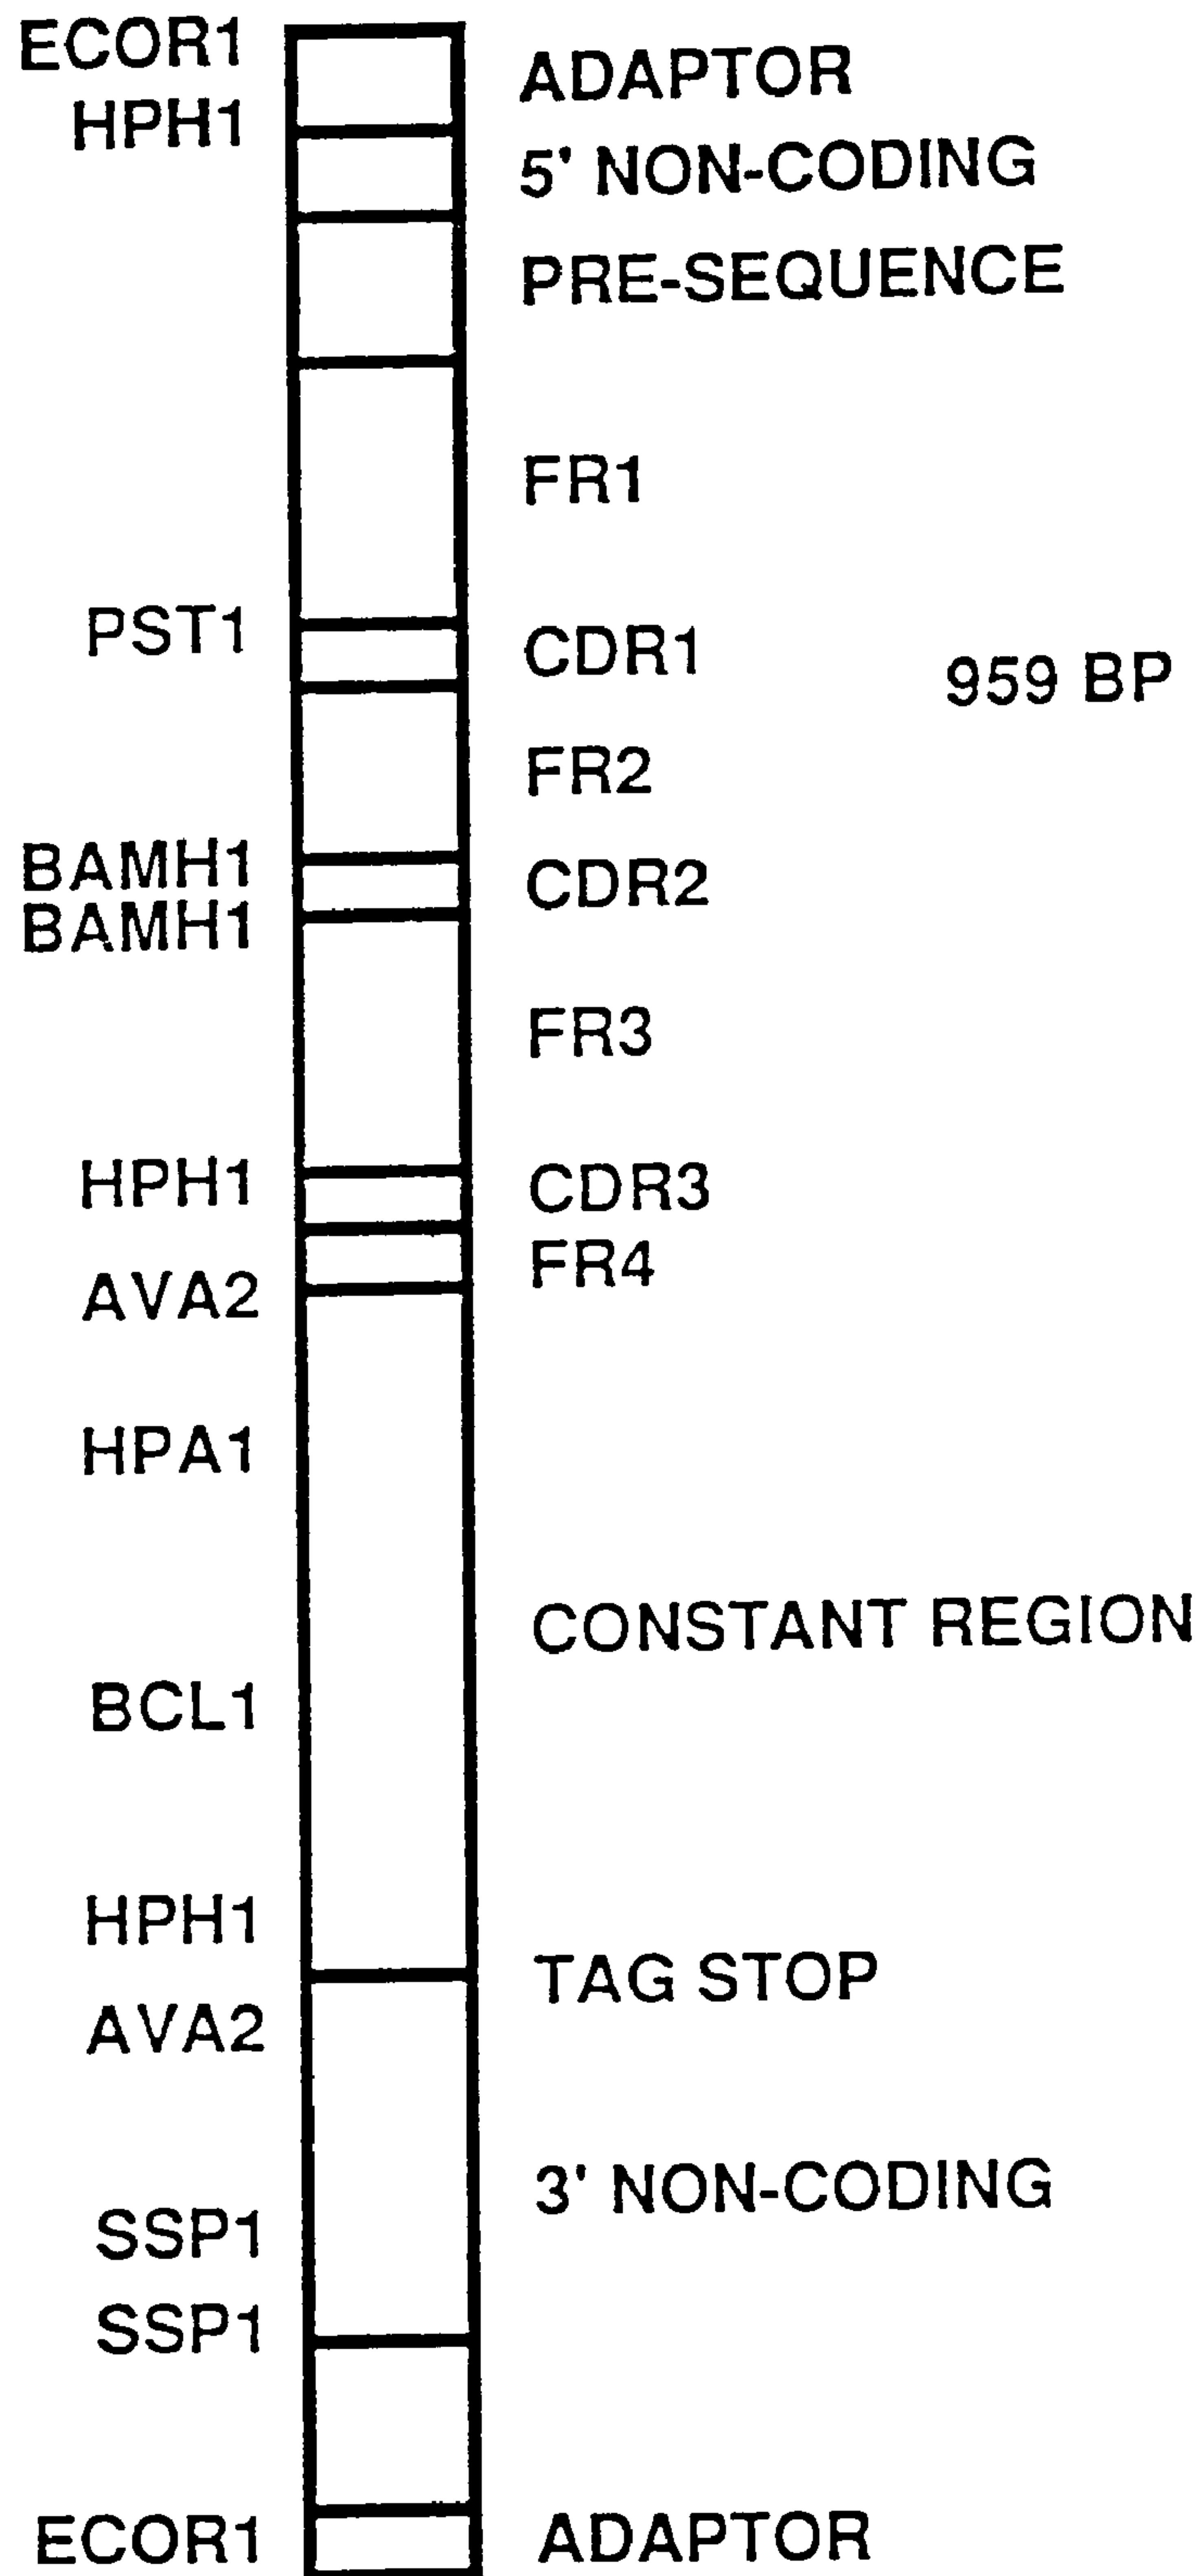 ECOR1
ADAPTOR
HPH1
5' NON-CODING
PRE-SEQUENCE
FR1
PST1
CDR1
959 BP
FR2
BAMH1
CDR2
BAMH1
FR3
HPH1
CDR3
FR4
AVA2
HPA1
CONSTANT REGION
BCL1
HPH1
TAG STOP
AVA2
3' NON-CODING
SSP1
SSP1
ECOR1
ADAPTOR